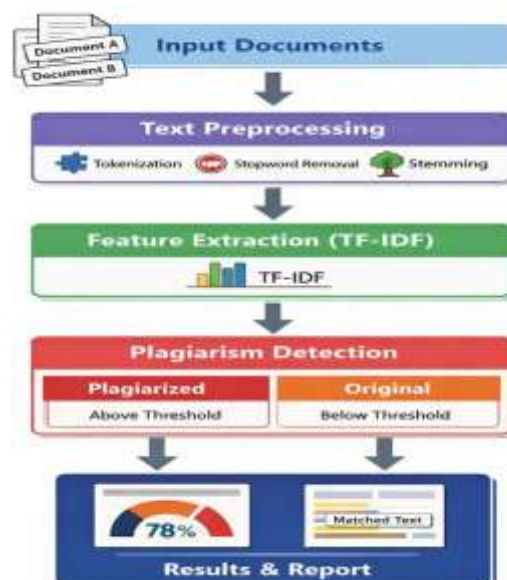 Document A
Document B
Input Documents
Text Preprocessing
Tokenization Stopword Removal Stemming
Feature Extraction (TF-IDF)
TF-IDF
Plagiarism Detection
Plagiarized Original
Above Threshold Below Threshold
78% Matched Text
Results & Report